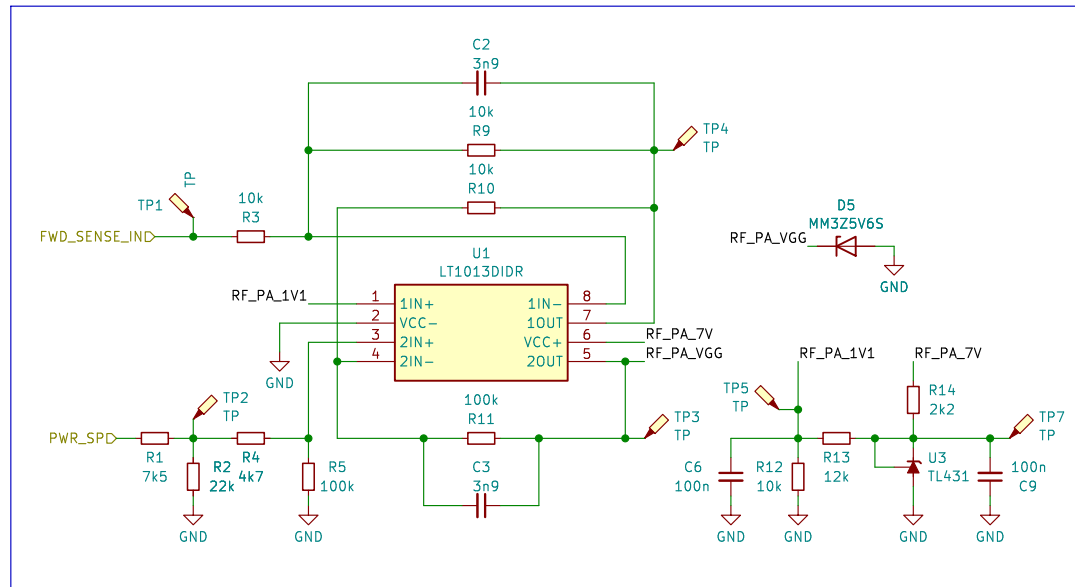 C2
3n9
10k
R9
TP4
TP
10k
R10
TP
TP1
10k
R3
FWD_SENSE_IN
D5
MM3Z5V6S
RF_PA_VGG
GND
U1
LT1013DIDR
RF_PA_1V1
1 1IN+ 1IN- 8
2 VCC- 1OUT 7
3 2IN+ VCC+ 6
4 2IN- 2OUT 5
RF_PA_7V
RF_PA_VGG
GND
RF_PA_1V1
RF_PA_7V
TP2
TP
100k
R11
TP3
TP
TP5
TP
R14
2k2
TP7
TP
PWR_SP
R1
7k5
R2
22k
R4
4k7
R5
100k
C3
3n9
C6
100n
R12
10k
R13
12k
U3
TL431
100n
C9
GND
GND
GND
GND
GND
GND